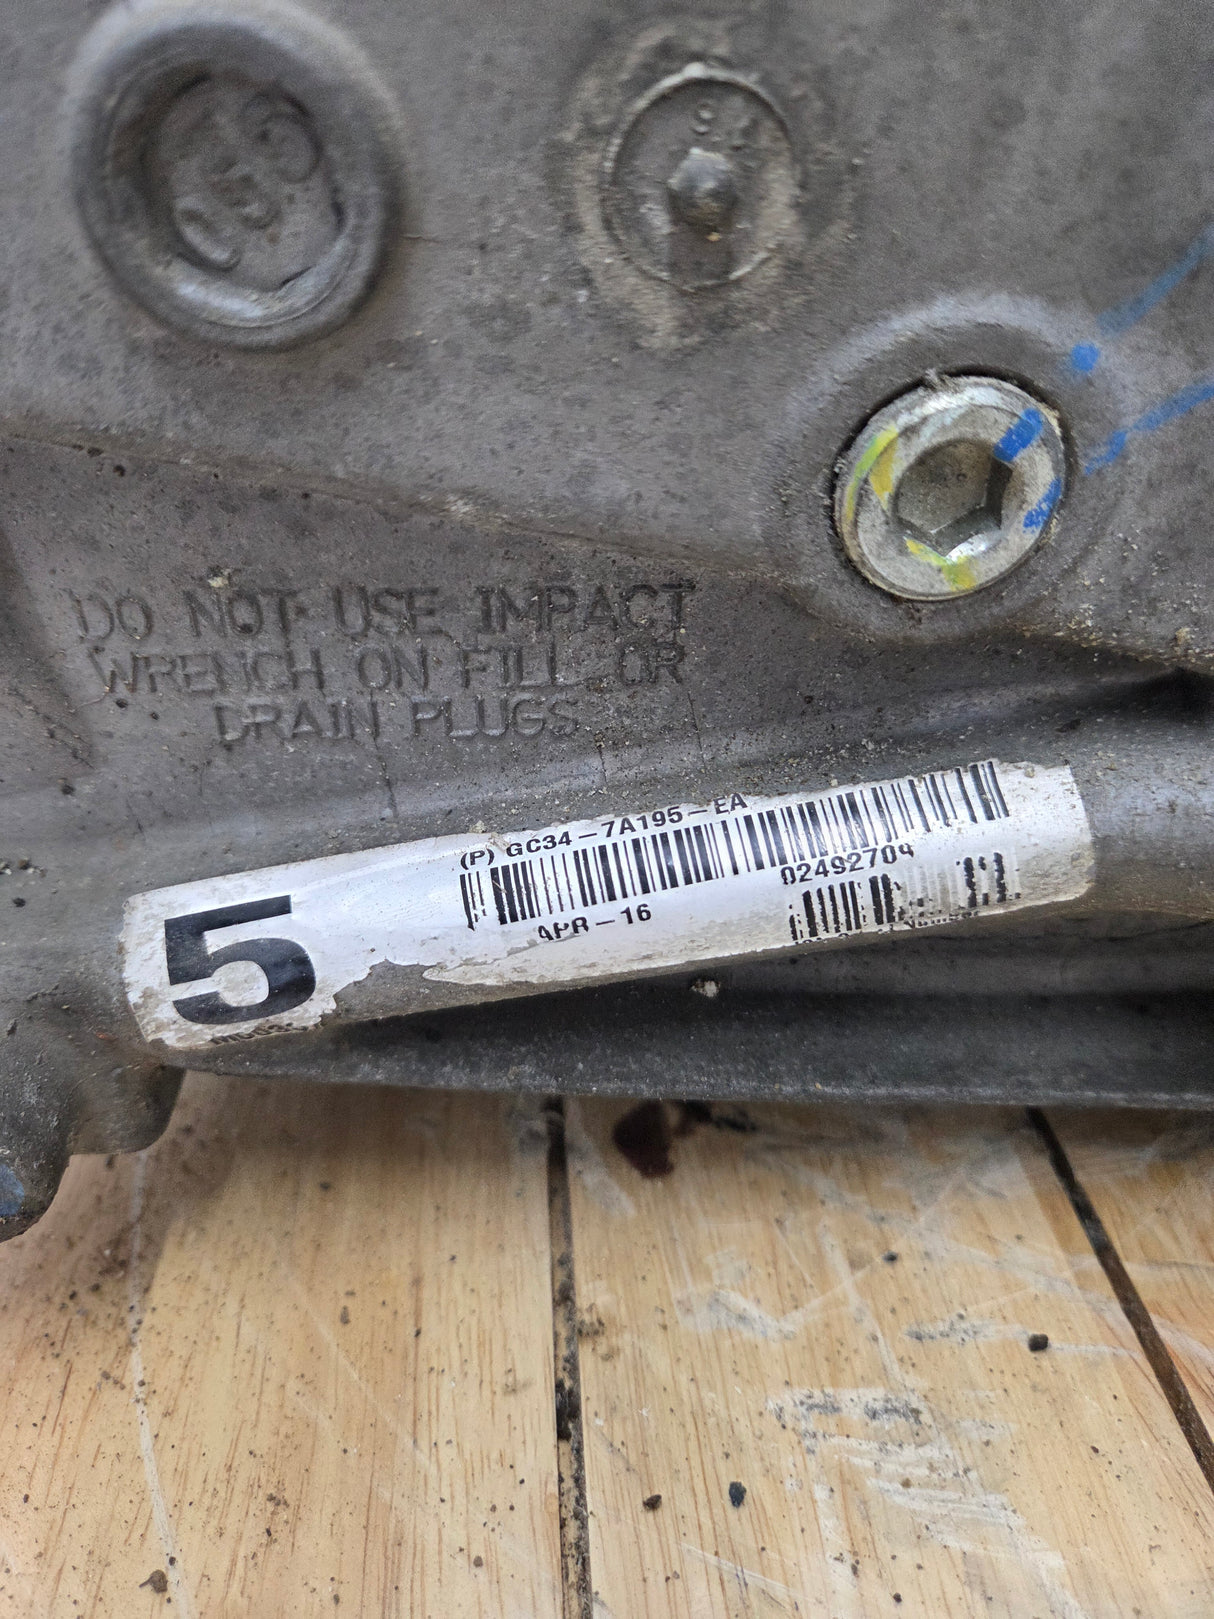 DO NOT USE IMPACT
WRENCH ON FILL OR
DRAIN PLUGS
(P) GC34-7A195-EA
02492704
APR-16
5